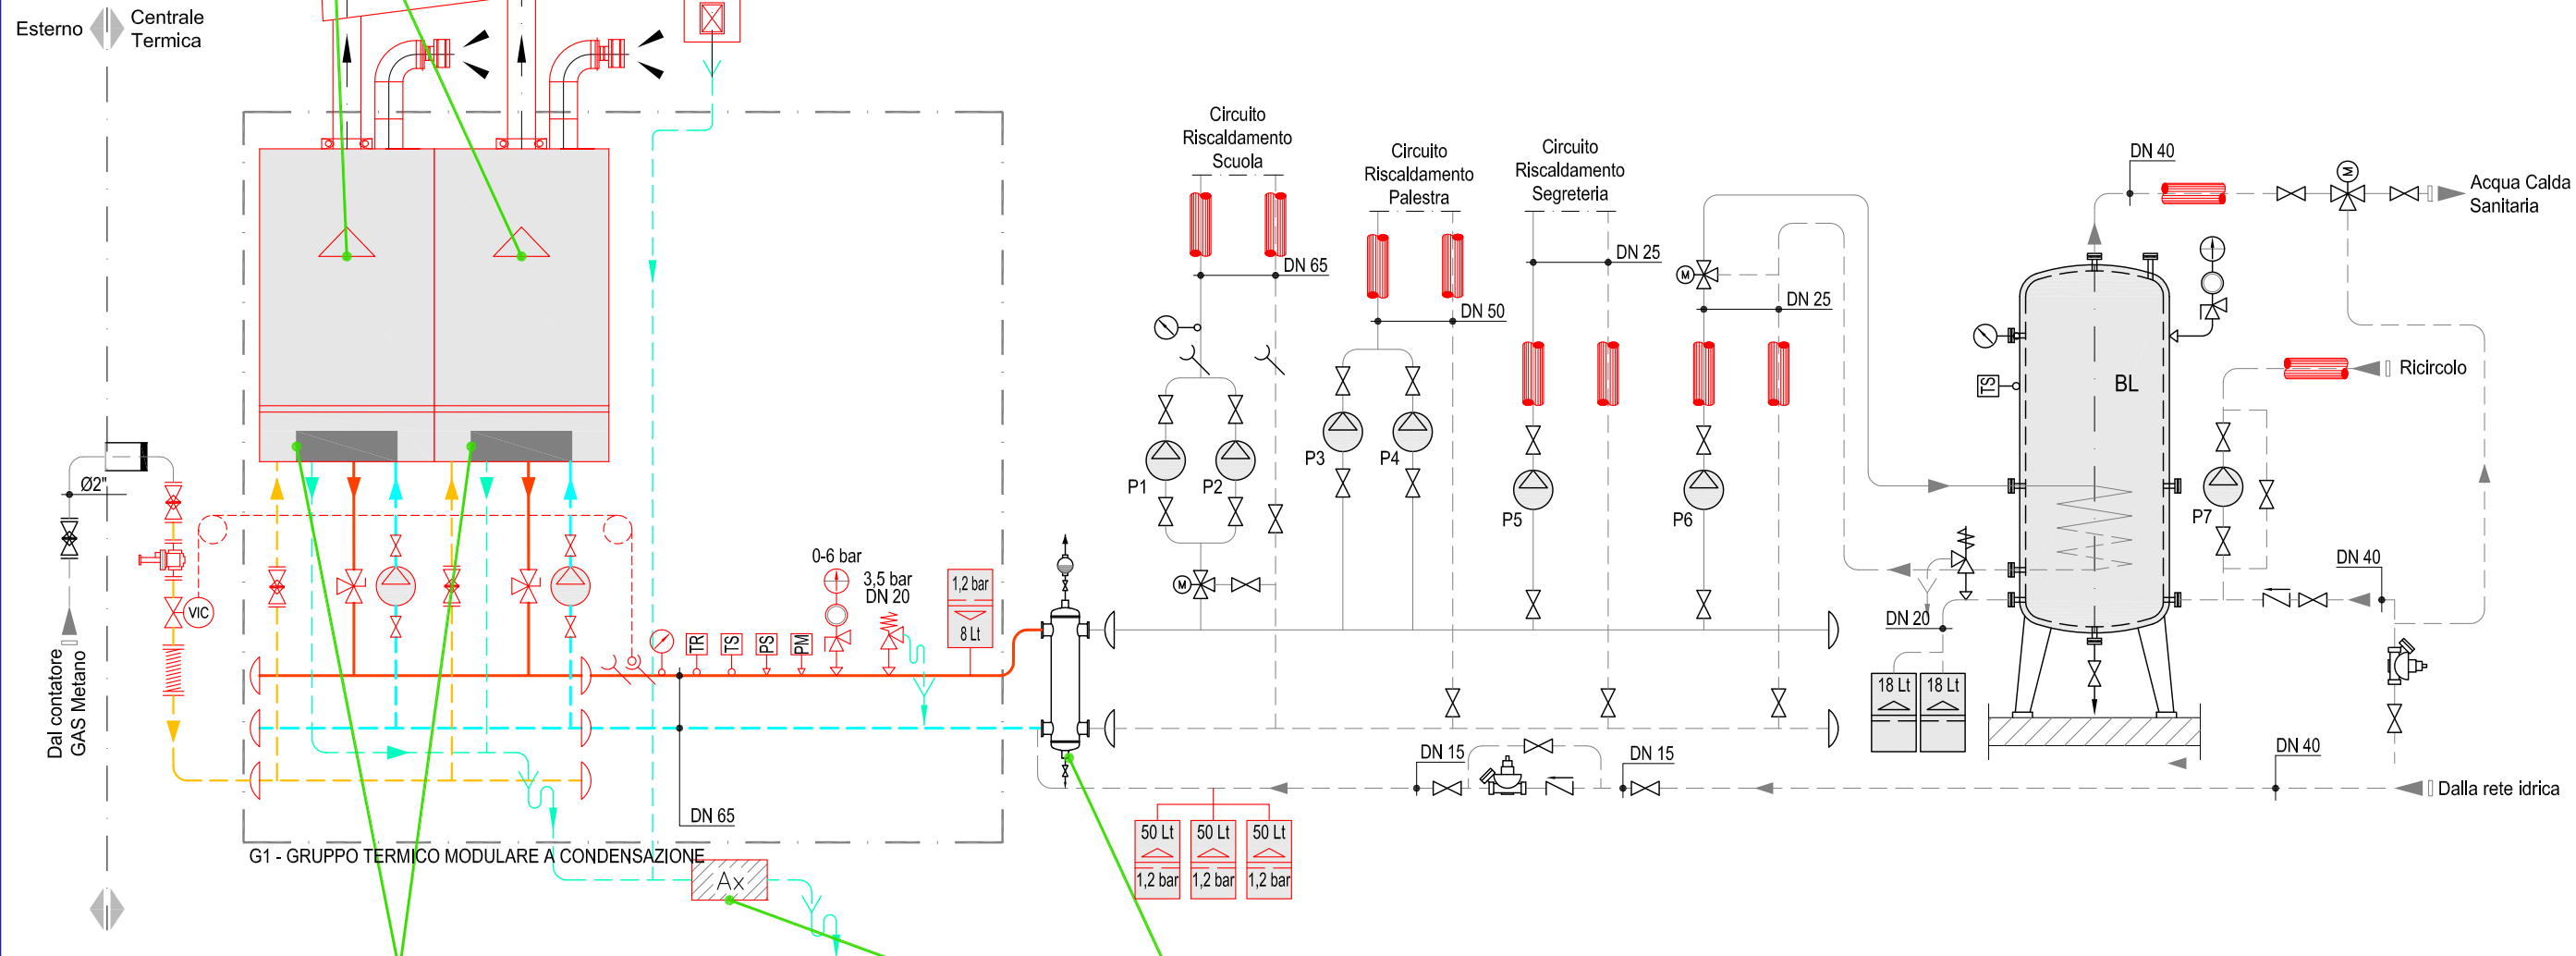 Esterno
Centrale
Termica
Circuito
Riscaldamento
Scuola
Circuito
Riscaldamento
Palestra
Circuito
Riscaldamento
Segreteria
DN 65
DN 50
DN 25
M
DN 25
DN 40
M
Acqua Calda
Sanitaria
TS
BL
Ricircolo
Ø2"
P1
P2
P3
P4
P5
P6
P7
VIC
Dal contatore
GAS Metano
0-6 bar
3,5 bar
DN 20
1,2 bar
8 Lt
TR
TS
PS
PM
M
DN 40
DN 20
18 Lt
18 Lt
DN 15
DN 15
DN 40
Dalla rete idrica
DN 65
50 Lt
1,2 bar
50 Lt
1,2 bar
50 Lt
1,2 bar
G1 - GRUPPO TERMICO MODULARE A CONDENSAZIONE
Ax